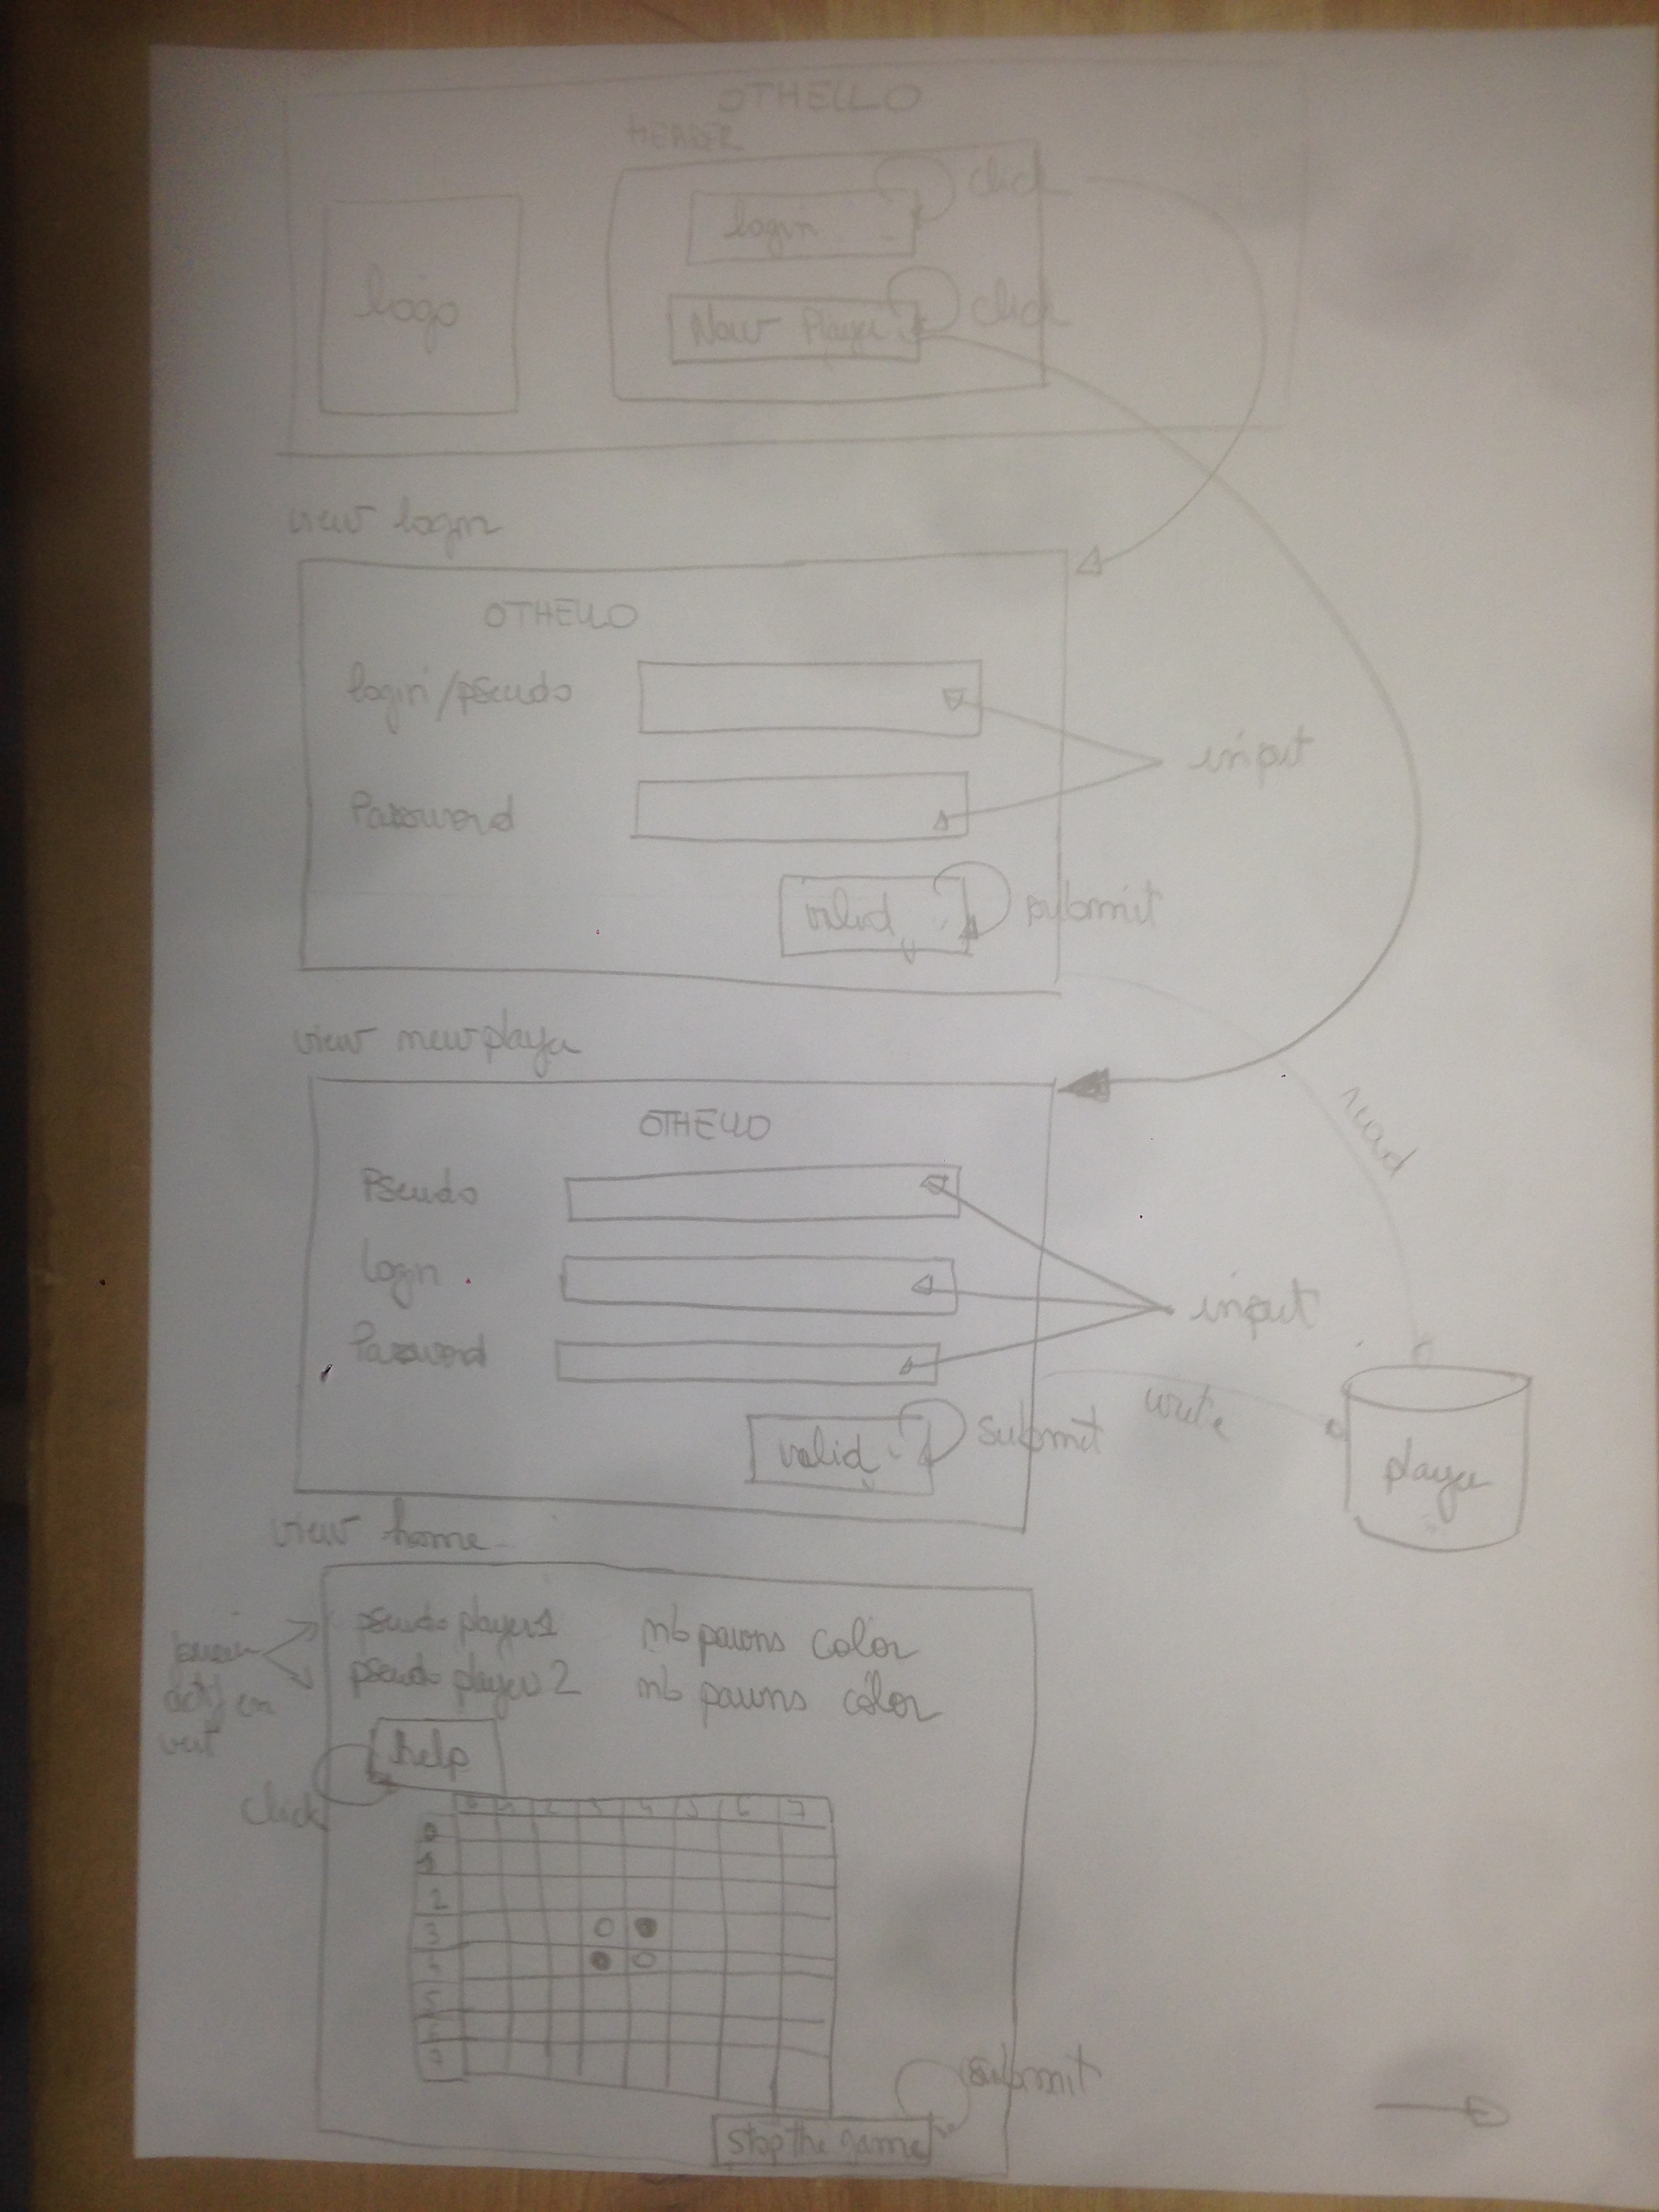 OTHELLO
HEADER
login
click
logo
New Player
click
view login
OTHELLO
login/pseudo
input
Password
valid
submit
view new player
OTHELLO
read
Pseudo
login
input
Password
write
valid
submit
player
view home
pseudo player1 nb pawns color
pseudo player 2 nb pawns color
actif en
vert
help
click
0 1 2 3 4 5 6 7
0
1
2
3
4
5
6
7
submit
stop the game